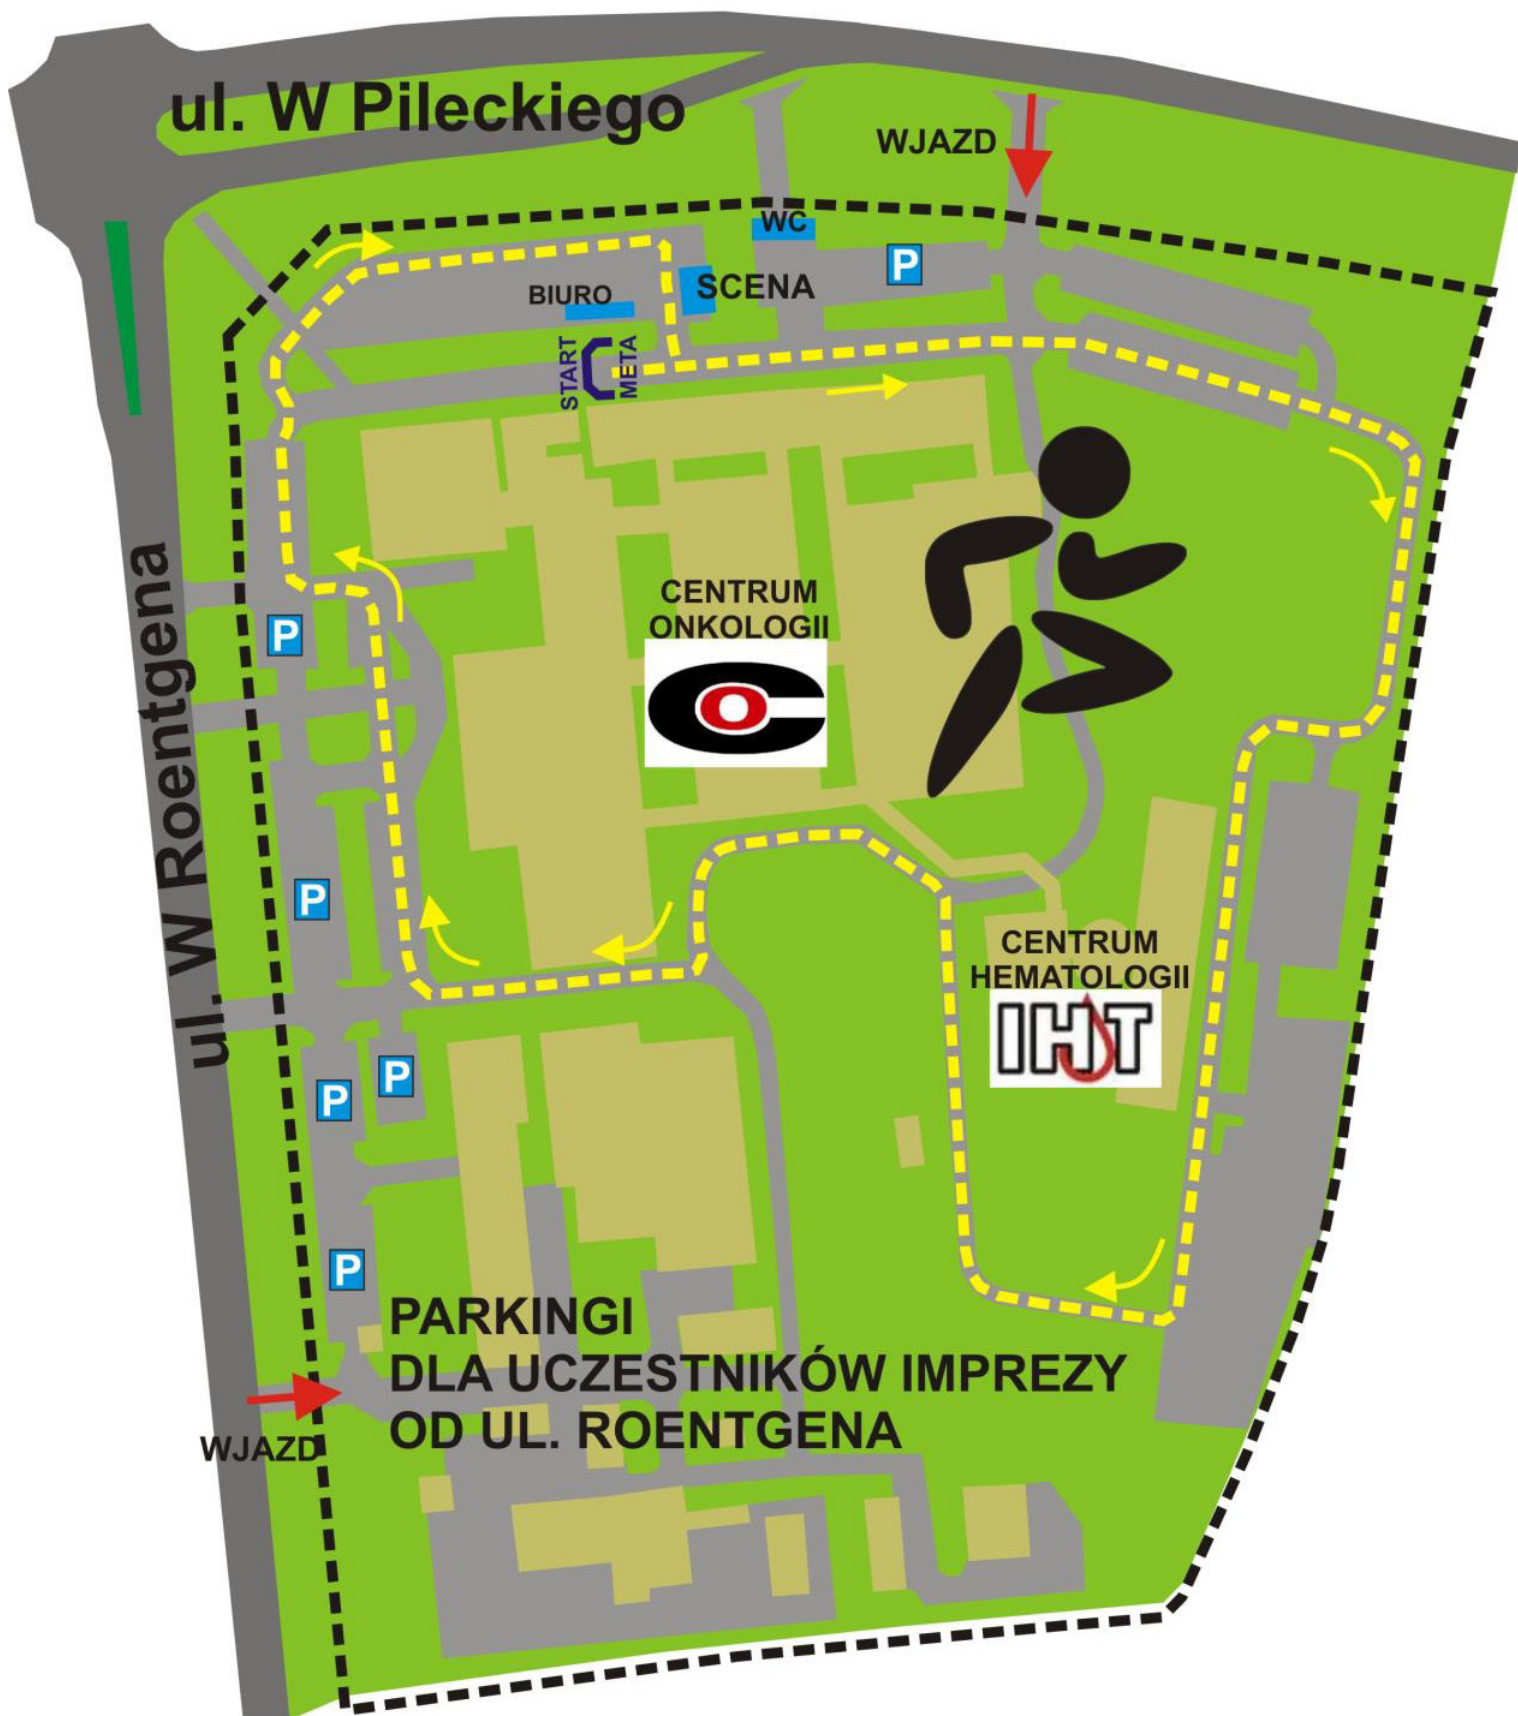 ul. W Pileckiego
WJAZD
WC
P
SCENA
BIURO
START
META
CENTRUM
ONKOLOGII
CO
P
ul. W Roentgena
P
CENTRUM
HEMATOLOGII
IHT
P
P
P
PARKINGI
DLA UCZESTNIKÓW IMPREZY
OD UL. ROENTGENA
WJAZD